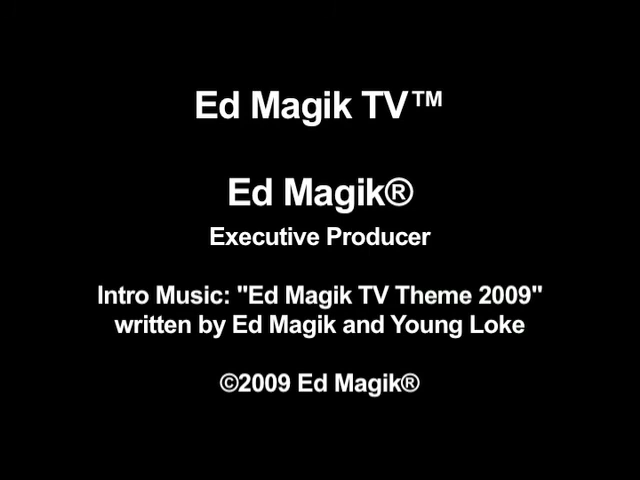 Ed Magik TV™
Ed Magik®
Executive Producer
Intro Music: "Ed Magik TV Theme 2009"
written by Ed Magik and Young Loke
©2009 Ed Magik®